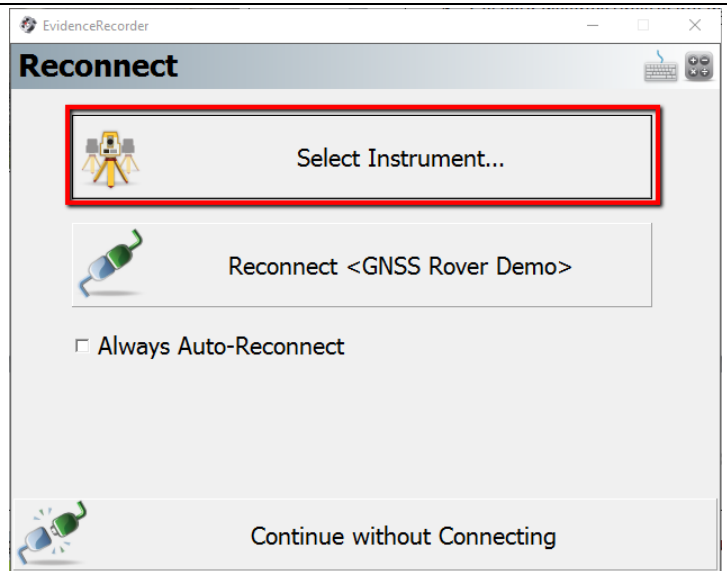 EvidenceRecorder
Reconnect
Select Instrument...
Reconnect <GNSS Rover Demo>
Always Auto-Reconnect
Continue without Connecting